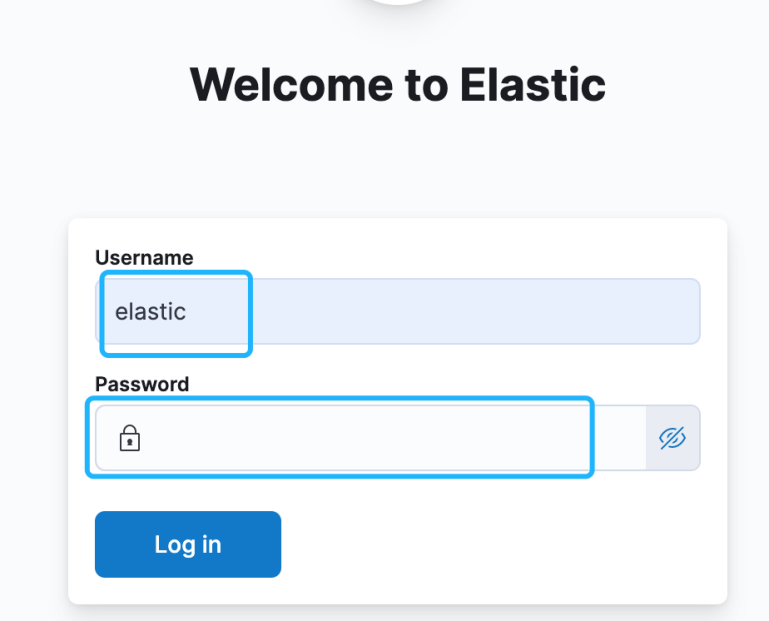 Welcome to Elastic
Username
elastic
Password
Log in